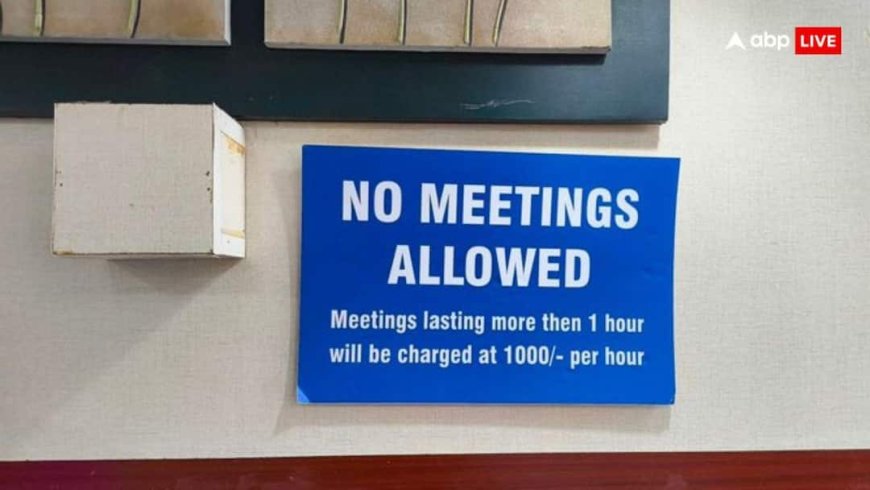 abp LIVE
NO MEETINGS
ALLOWED
Meetings lasting more then 1 hour
will be charged at 1000/- per hour